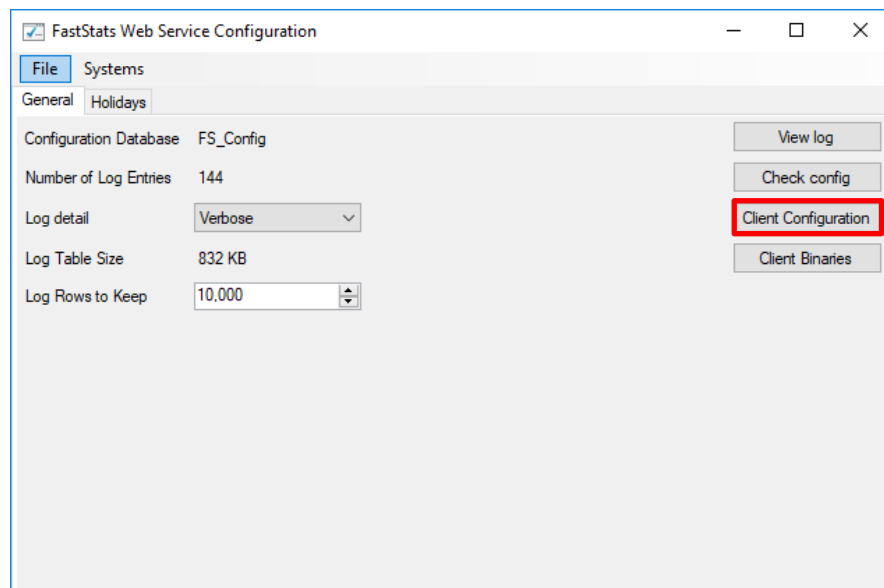 FastStats Web Service Configuration
File Systems
General Holidays
Configuration Database FS_Config View log
Number of Log Entries 144 Check config
Log detail Verbose Client Configuration
Log Table Size 832 KB Client Binaries
Log Rows to Keep 10,000